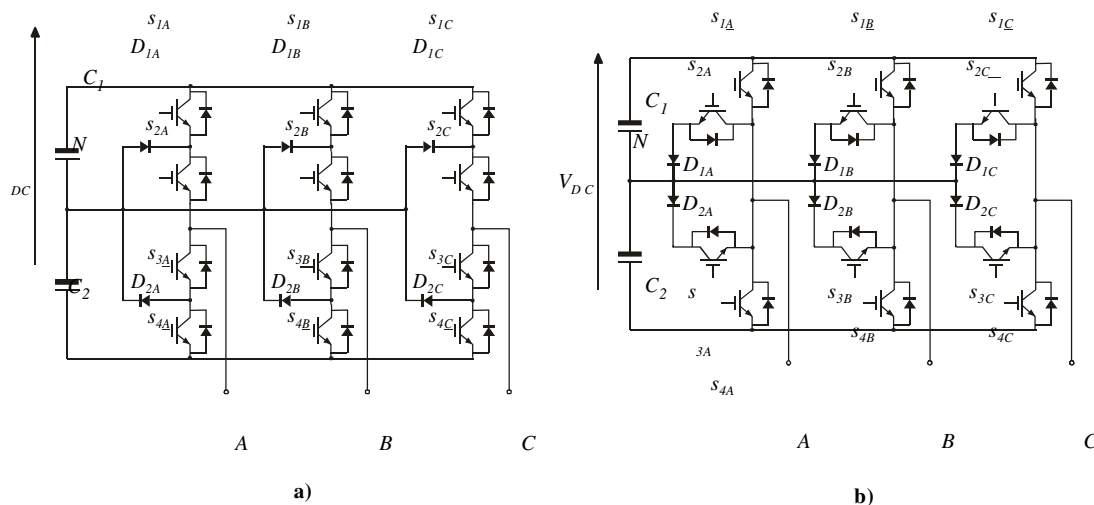 s1A s1B s1C
D1A D1B D1C
C1
s2A s2B s2C
N
DC
s3A s3B s3C
D2A D2B D2C
C2
s4A s4B s4C
A B C
a)
s1A s1B s1C
s2A s2B s2C
C1
N
D1A D1B D1C
VDC
D2A D2B D2C
C2
s s3B s3C
s4B s4C
3A
s4A
A B C
b)